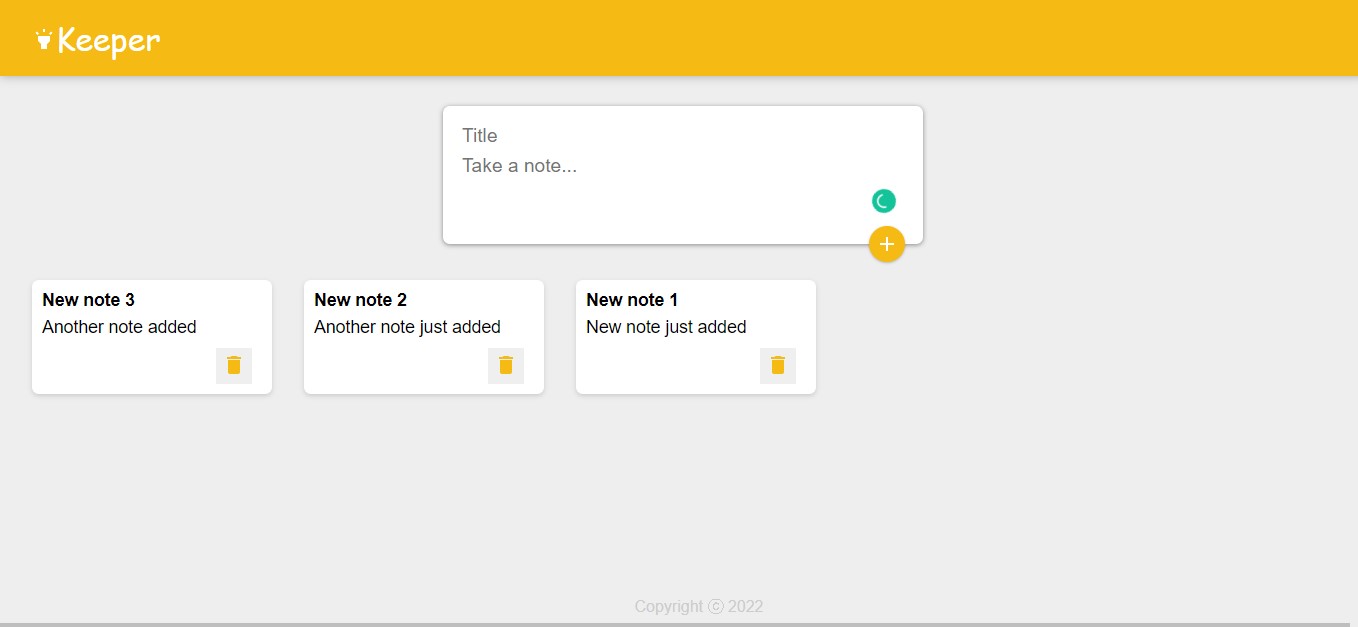 Keeper
Title
Take a note...
New note 3
Another note added
New note 2
Another note just added
New note 1
New note just added
Copyright ⓒ 2022